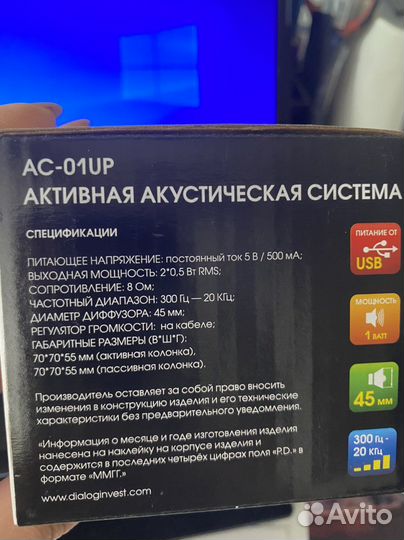 AC-01UP
АКТИВНАЯ АКУСТИЧЕСКАЯ СИСТЕМА
СПЕЦИФИКАЦИИ
ПИТАЮЩЕЕ НАПРЯЖЕНИЕ: постоянный ток 5 В / 500 мА;
ВЫХОДНАЯ МОЩНОСТЬ: 2*0,5 Вт RMS;
СОПРОТИВЛЕНИЕ: 8 Ом;
ЧАСТОТНЫЙ ДИАПАЗОН: 300 Гц — 20 КГц;
ДИАМЕТР ДИФФУЗОРА: 45 мм;
РЕГУЛЯТОР ГРОМКОСТИ: на кабеле;
ГАБАРИТНЫЕ РАЗМЕРЫ (В*Ш*Г):
70*70*55 мм (активная колонка),
70*70*55 мм (пассивная колонка).
Производитель оставляет за собой право вносить
изменения в конструкцию изделия и его технические
характеристики без предварительного уведомления.
«Информация о месяце и годе изготовления изделия
нанесена на наклейку на корпусе изделия и
содержится в последних четырёх цифрах поля «P.D.» в
формате «ММГГ.»
www.dialoginvest.com
ПИТАНИЕ ОТ
USB
МОЩНОСТЬ
1 ВАТТ
45 ММ
300 Гц -
20 КГц
Avito